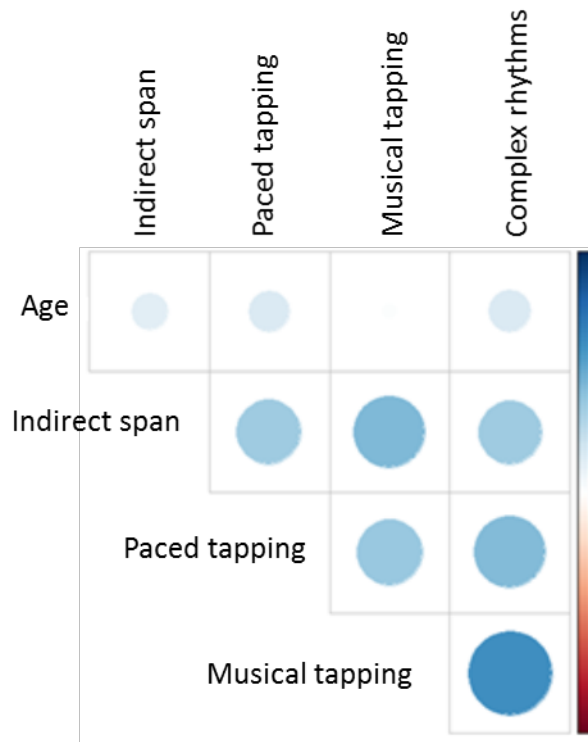 Indirect span
Paced tapping
Musical tapping
Complex rhythms
Age
Indirect span
Paced tapping
Musical tapping